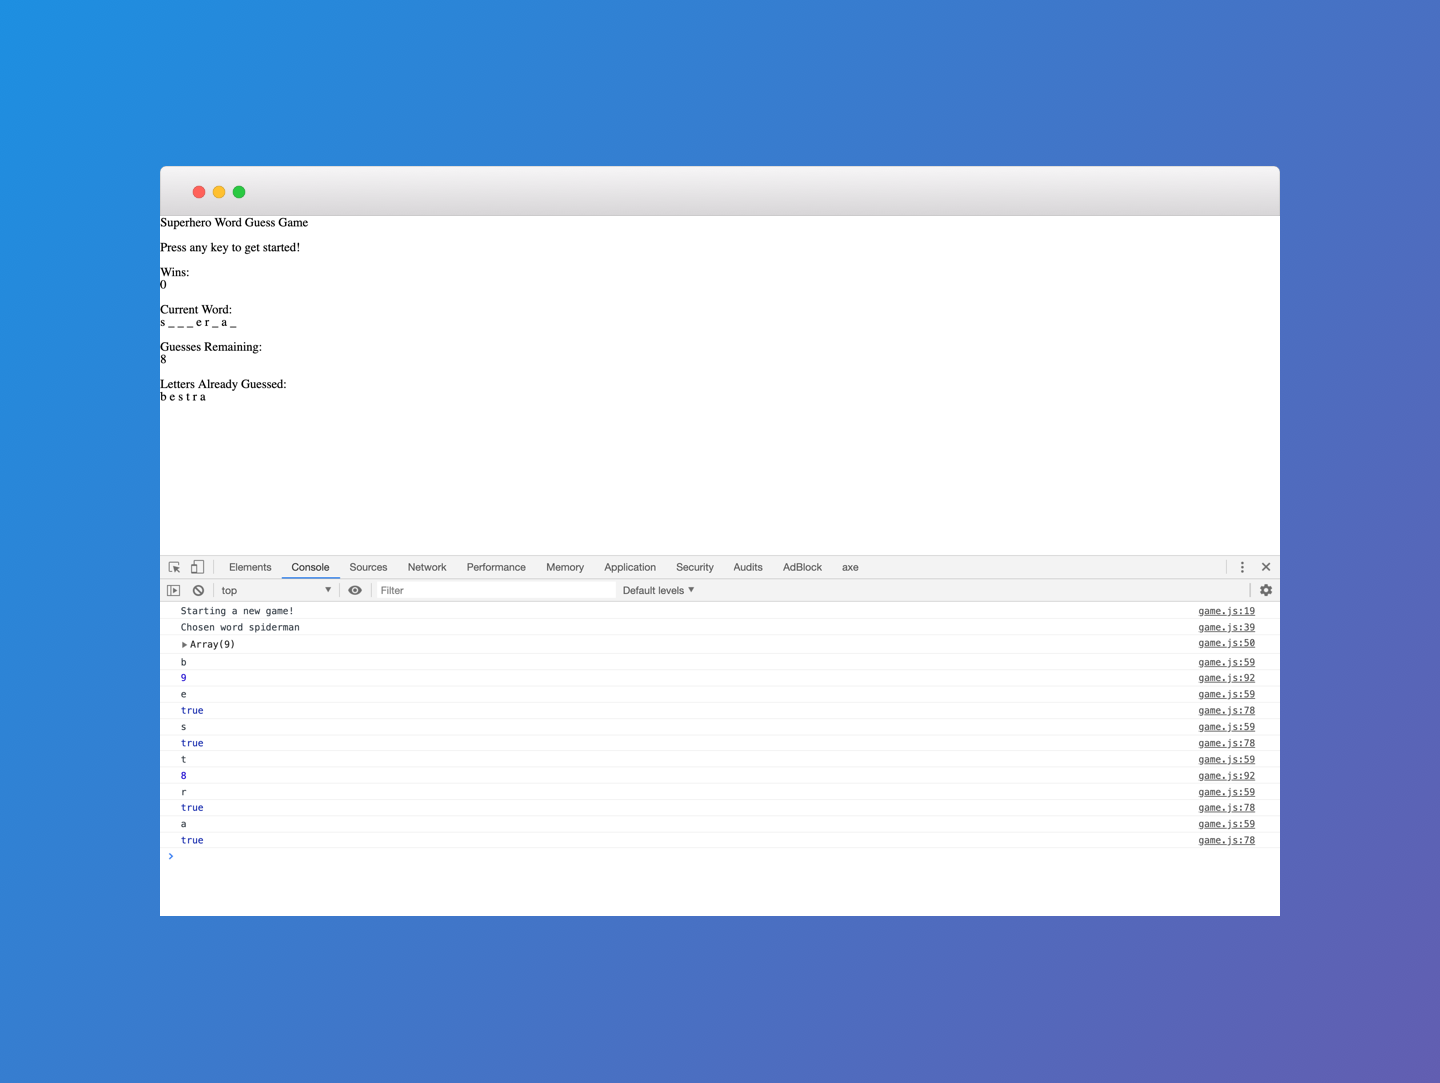 Superhero Word Guess Game
Press any key to get started!
Wins:
0
Current Word:
s _ _ _ e r _ a _
Guesses Remaining:
8
Letters Already Guessed:
b e s t r a
Elements Console Sources Network Performance Memory Application Security Audits AdBlock axe
top Filter Default levels
Starting a new game! game.js:19
Chosen word spiderman game.js:39
Array(9) game.js:50
b game.js:59
9 game.js:92
e game.js:59
true game.js:78
s game.js:59
true game.js:78
t game.js:59
8 game.js:92
r game.js:59
true game.js:78
a game.js:59
true game.js:78